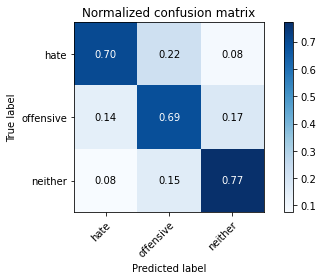 Normalized confusion matrix
True label
hate 0.70 0.22 0.08
offensive 0.14 0.69 0.17
neither 0.08 0.15 0.77
hate offensive neither
Predicted label
0.7
0.6
0.5
0.4
0.3
0.2
0.1